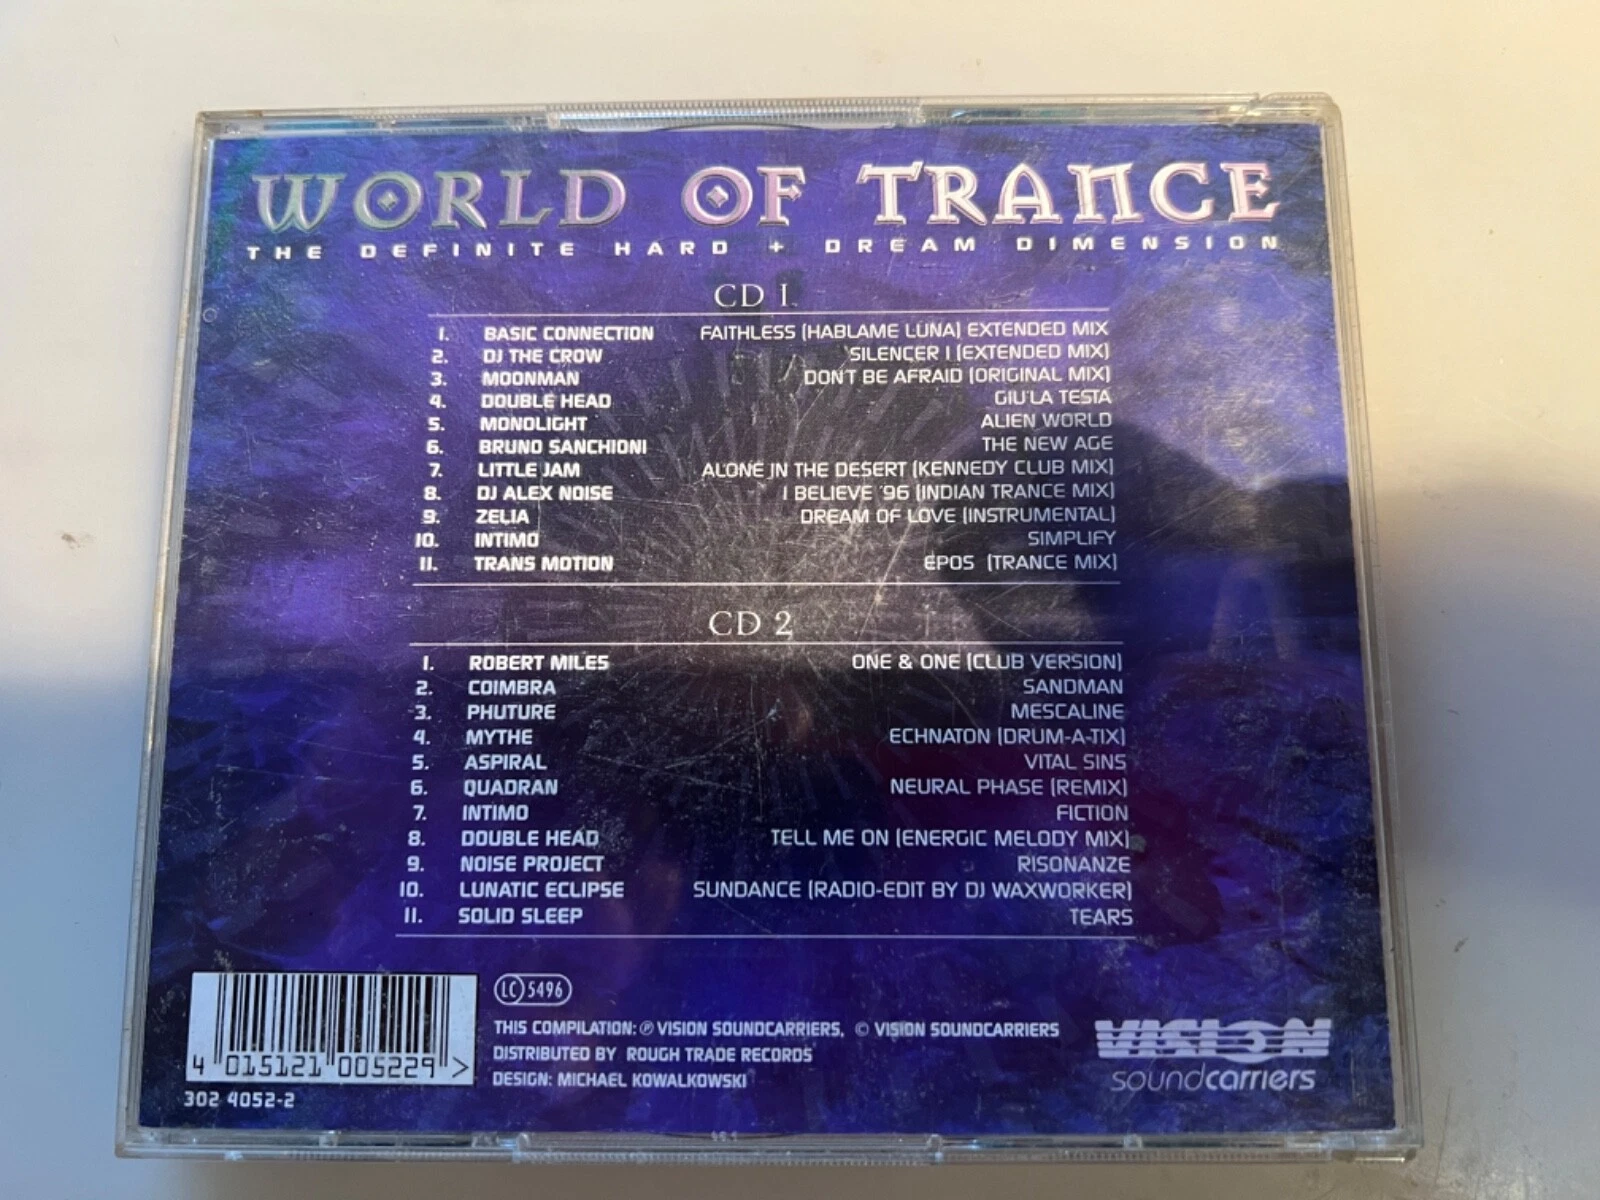 WORLD OF TRANCE
THE DEFINITE HARD + DREAM DIMENSION
CD 1
1. BASIC CONNECTION FAITHLESS (HABLAME LUNA) EXTENDED MIX
2. DJ THE CROW SILENCER I (EXTENDED MIX)
3. MOONMAN DON'T BE AFRAID (ORIGINAL MIX)
4. DOUBLE HEAD GIU'LA TESTA
5. MONOLIGHT ALIEN WORLD
6. BRUNO SANCHIONI THE NEW AGE
7. LITTLE JAM ALONE IN THE DESERT (KENNEDY CLUB MIX)
8. DJ ALEX NOISE I BELIEVE '96 (INDIAN TRANCE MIX)
9. ZELIA DREAM OF LOVE (INSTRUMENTAL)
10. INTIMO SIMPLIFY
11. TRANS MOTION EPOS (TRANCE MIX)
CD 2
1. ROBERT MILES ONE & ONE (CLUB VERSION)
2. COIMBRA SANDMAN
3. PHUTURE MESCALINE
4. MYTHE ECHNATON (DRUM-A-TIX)
5. ASPIRAL VITAL SINS
6. QUADRAN NEURAL PHASE (REMIX)
7. INTIMO FICTION
8. DOUBLE HEAD TELL ME ON (ENERGIC MELODY MIX)
9. NOISE PROJECT RISONANZE
10. LUNATIC ECLIPSE SUNDANCE (RADIO-EDIT BY DJ WAXWORKER)
11. SOLID SLEEP TEARS
LC 5496
THIS COMPILATION: ℗ VISION SOUNDCARRIERS, © VISION SOUNDCARRIERS
DISTRIBUTED BY ROUGH TRADE RECORDS
DESIGN: MICHAEL KOWALKOWSKI
VISION
soundcarriers
4 015121 005229 >
302 4052-2